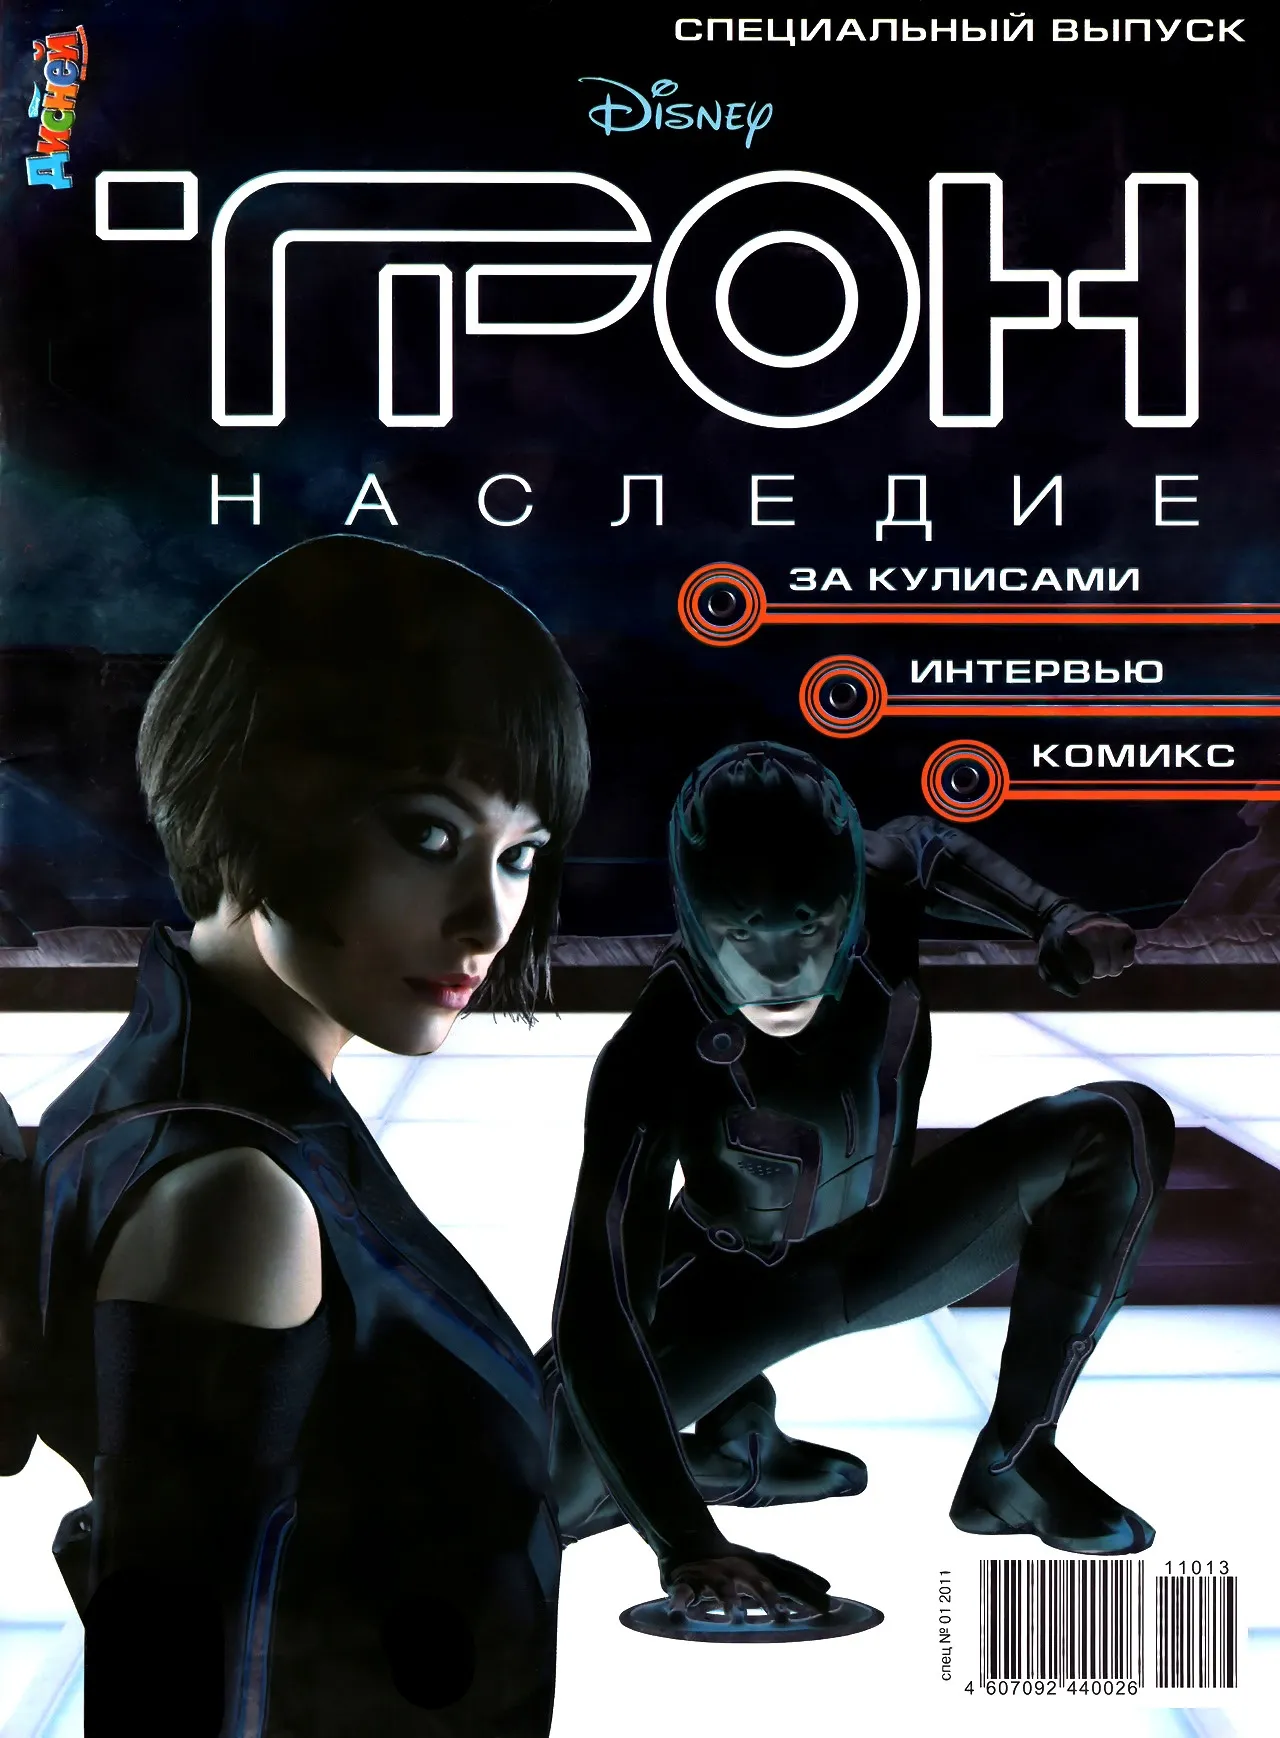 СПЕЦИАЛЬНЫЙ ВЫПУСК
Дисней
Disney
ТРОН
НАСЛЕДИЕ
ЗА КУЛИСАМИ
ИНТЕРВЬЮ
КОМИКС
спец № 01 2011
11013
4 607092 440026